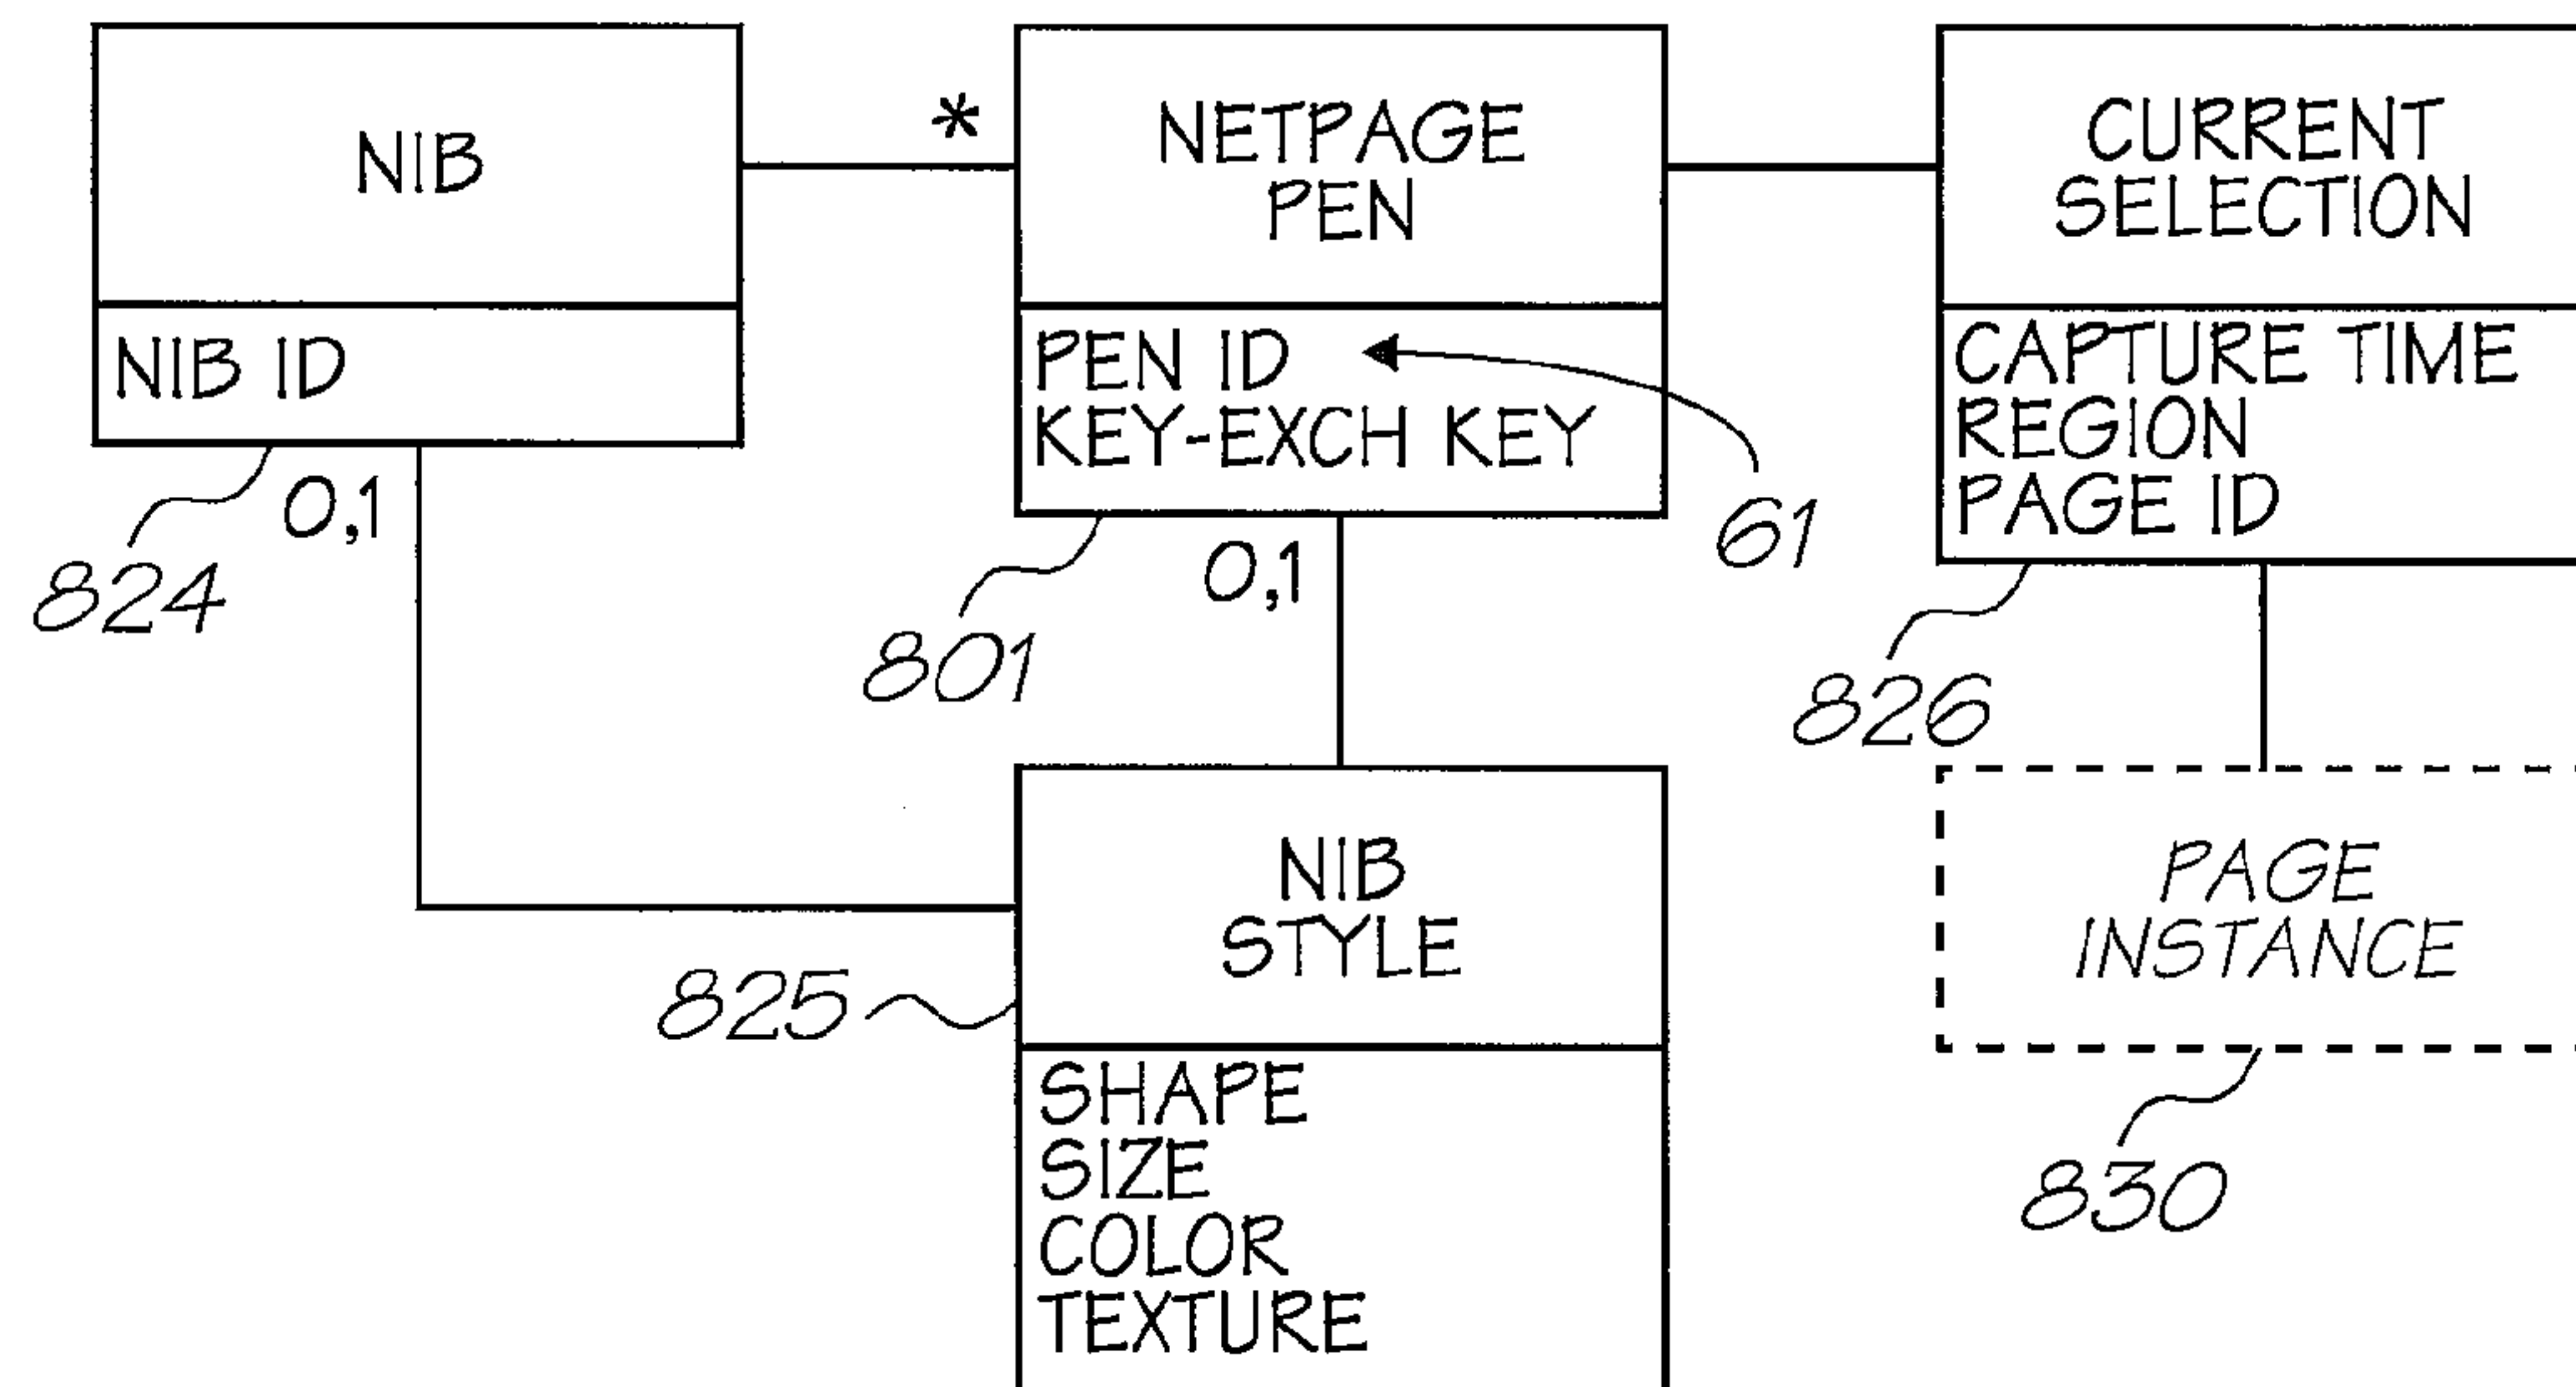 NIB
NIB ID
824
0,1
*
NETPAGE
PEN
PEN ID
KEY-EXCH KEY
61
801
0,1
CURRENT
SELECTION
CAPTURE TIME
REGION
PAGE ID
826
NIB
STYLE
825
SHAPE
SIZE
COLOR
TEXTURE
PAGE
INSTANCE
830